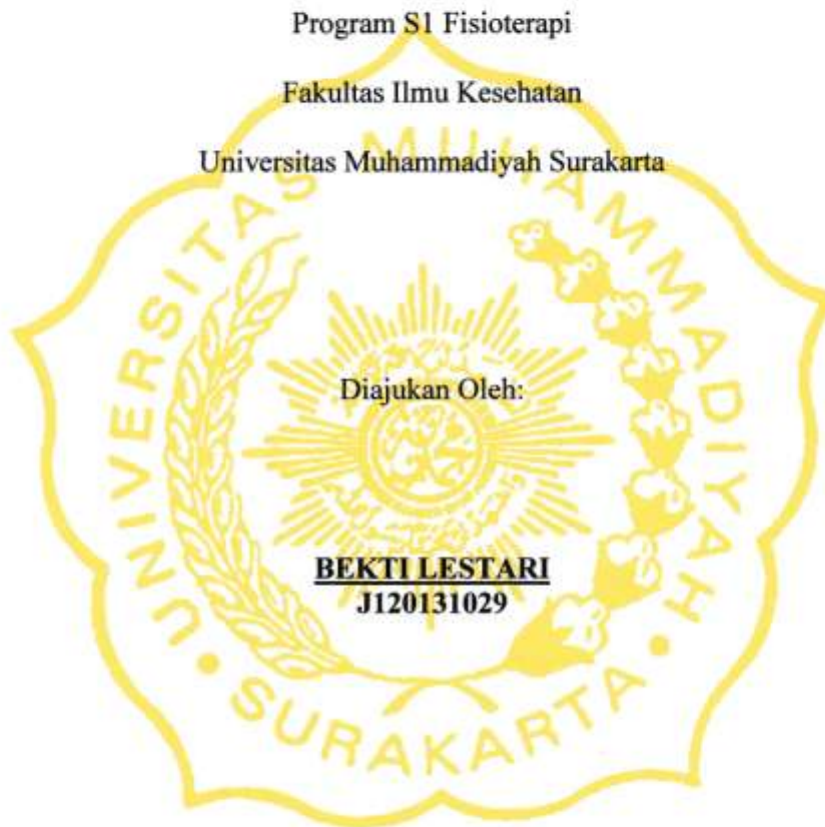 Program S1 Fisioterapi
Fakultas Ilmu Kesehatan
Universitas Muhammadiyah Surakarta
UNIVERSITAS MUHAMMADIYAH
Diajukan Oleh:
BEKTI LESTARI
J120131029
• SURAKARTA •